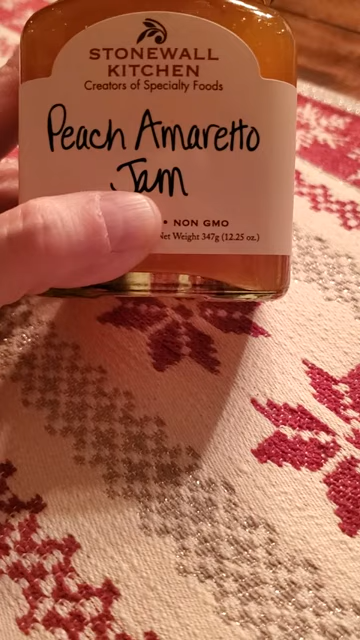 STONEWALL
KITCHEN
Creators of Specialty Foods
Peach Amaretto
Jam
• NON GMO
Net Weight 347g (12.25 oz.)